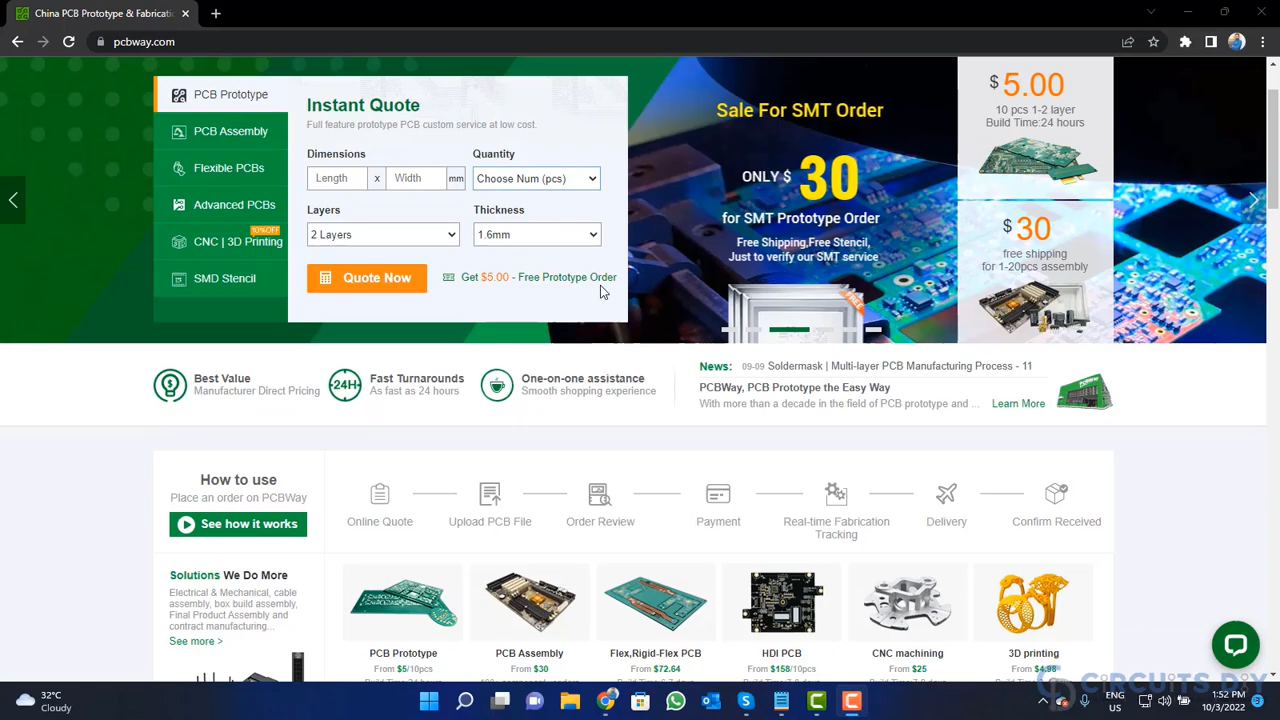 China PCB Prototype & Fabricati
pcbway.com
PCB Prototype
PCB Assembly
Flexible PCBs
Advanced PCBs
10%OFF
CNC | 3D Printing
SMD Stencil
Instant Quote
Full feature prototype PCB custom service at low cost.
Dimensions
Quantity
Length x Width mm
Choose Num (pcs)
Layers
Thickness
2 Layers
1.6mm
Quote Now
Get $5.00 - Free Prototype Order
Sale For SMT Order
ONLY $ 30
for SMT Prototype Order
Free Shipping,Free Stencil,
Just to verify our SMT service
FREE
$ 5.00
10 pcs 1-2 layer
Build Time:24 hours
$ 30
free shipping
for 1-20pcs assembly
Best Value
Manufacturer Direct Pricing
24H
Fast Turnarounds
As fast as 24 hours
One-on-one assistance
Smooth shopping experience
News: 09-09 Soldermask | Multi-layer PCB Manufacturing Process - 11
PCBWay, PCB Prototype the Easy Way
With more than a decade in the field of PCB prototype and ... Learn More
How to use
Place an order on PCBWay
See how it works
Online Quote
Upload PCB File
Order Review
Payment
Real-time Fabrication
Tracking
Delivery
Confirm Received
Solutions We Do More
Electrical & Mechanical, cable
assembly, box build assembly,
Final Product Assembly and
contract manufacturing...
See more >
PCB Prototype
From $5/10pcs
PCB Assembly
From $30
Flex,Rigid-Flex PCB
From $72.64
HDI PCB
From $158/10pcs
CNC machining
From $25
3D printing
From $4.98
CIRCUITS DIY
32°C
Cloudy
ENG
US
1:52 PM
10/3/2022